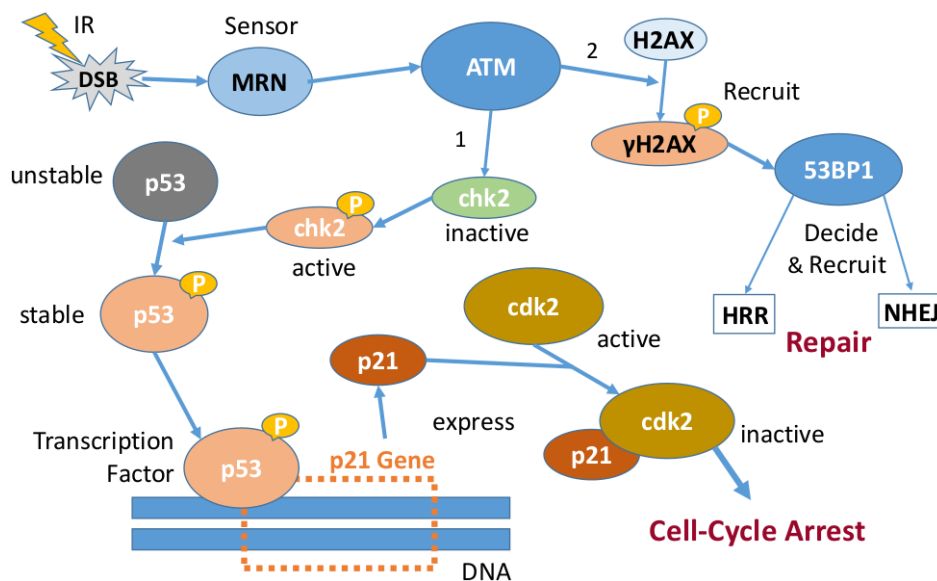 IR
Sensor
DSB
MRN
ATM
2
H2AX
P
Recruit
γH2AX
1
53BP1
unstable
p53
chk2
inactive
P
chk2
active
Decide
& Recruit
HRR
NHEJ
Repair
P
stable
p53
cdk2
active
p21
express
cdk2
inactive
p21
Transcription
Factor
P
p53
p21 Gene
Cell-Cycle Arrest
DNA